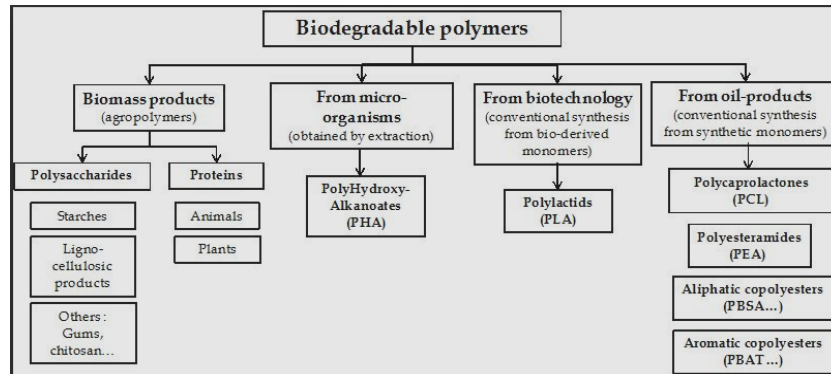 Biodegradable polymers
Biomass products
(agropolymers)
From micro-
organisms
(obtained by extraction)
From biotechnology
(conventional synthesis
from bio-derived
monomers)
From oil-products
(conventional synthesis
from synthetic monomers)
Polysaccharides
Proteins
Starches
Ligno-
cellulosic
products
Others :
Gums,
chitosan...
Animals
Plants
PolyHydroxy-
Alkanoates
(PHA)
Polylactids
(PLA)
Polycaprolactones
(PCL)
Polyesteramides
(PEA)
Aliphatic copolyesters
(PBSA...)
Aromatic copolyesters
(PBAT...)